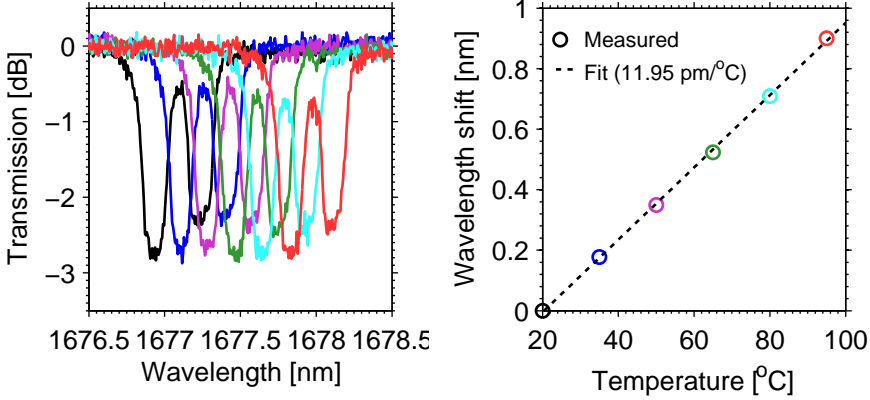 0
−1
−2
−3
Transmission [dB]
1676.5 1677 1677.5 1678 1678.5
Wavelength [nm]
1
0.8
0.6
0.4
0.2
0
Wavelength shift [nm]
Measured
Fit (11.95 pm/°C)
20 40 60 80 100
Temperature [°C]